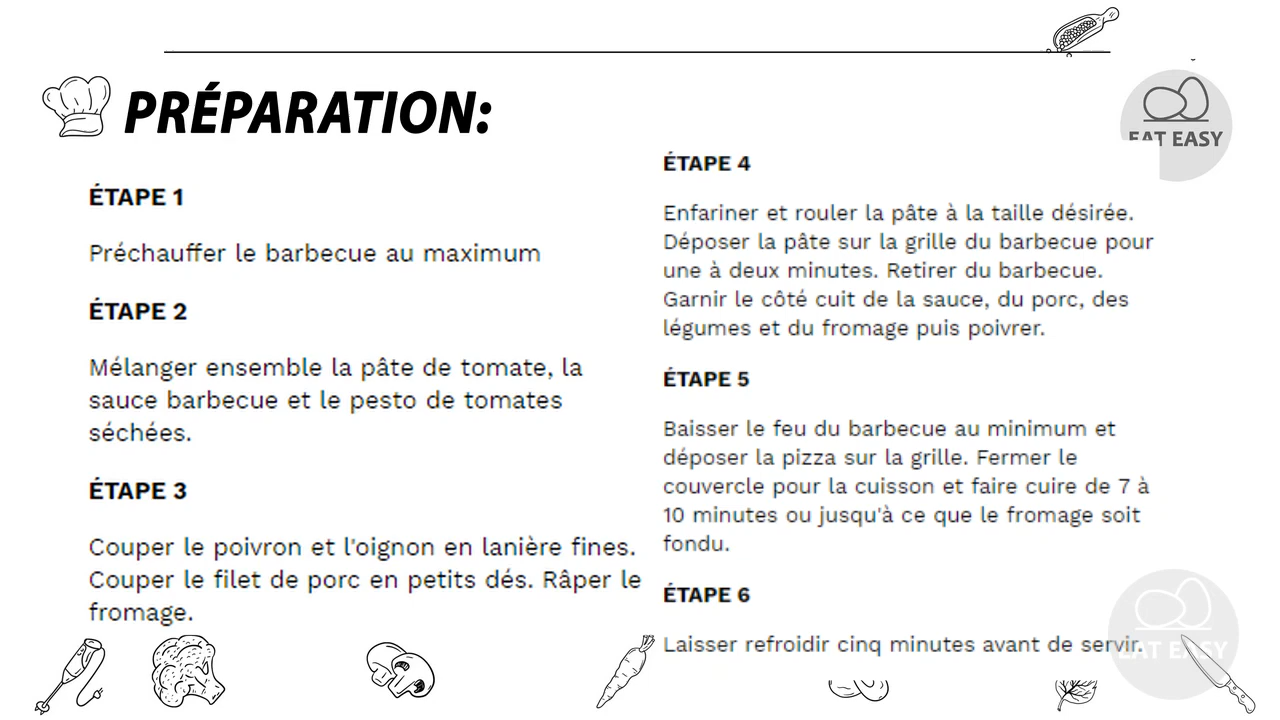 PRÉPARATION:
ÉTAPE 1
Préchauffer le barbecue au maximum
ÉTAPE 2
Mélanger ensemble la pâte de tomate, la
sauce barbecue et le pesto de tomates
séchées.
ÉTAPE 3
Couper le poivron et l'oignon en lanière fines.
Couper le filet de porc en petits dés. Râper le
fromage.
EAT EASY
ÉTAPE 4
Enfariner et rouler la pâte à la taille désirée.
Déposer la pâte sur la grille du barbecue pour
une à deux minutes. Retirer du barbecue.
Garnir le côté cuit de la sauce, du porc, des
légumes et du fromage puis poivrer.
ÉTAPE 5
Baisser le feu du barbecue au minimum et
déposer la pizza sur la grille. Fermer le
couvercle pour la cuisson et faire cuire de 7 à
10 minutes ou jusqu'à ce que le fromage soit
fondu.
ÉTAPE 6
Laisser refroidir cinq minutes avant de servir.
EAT EASY